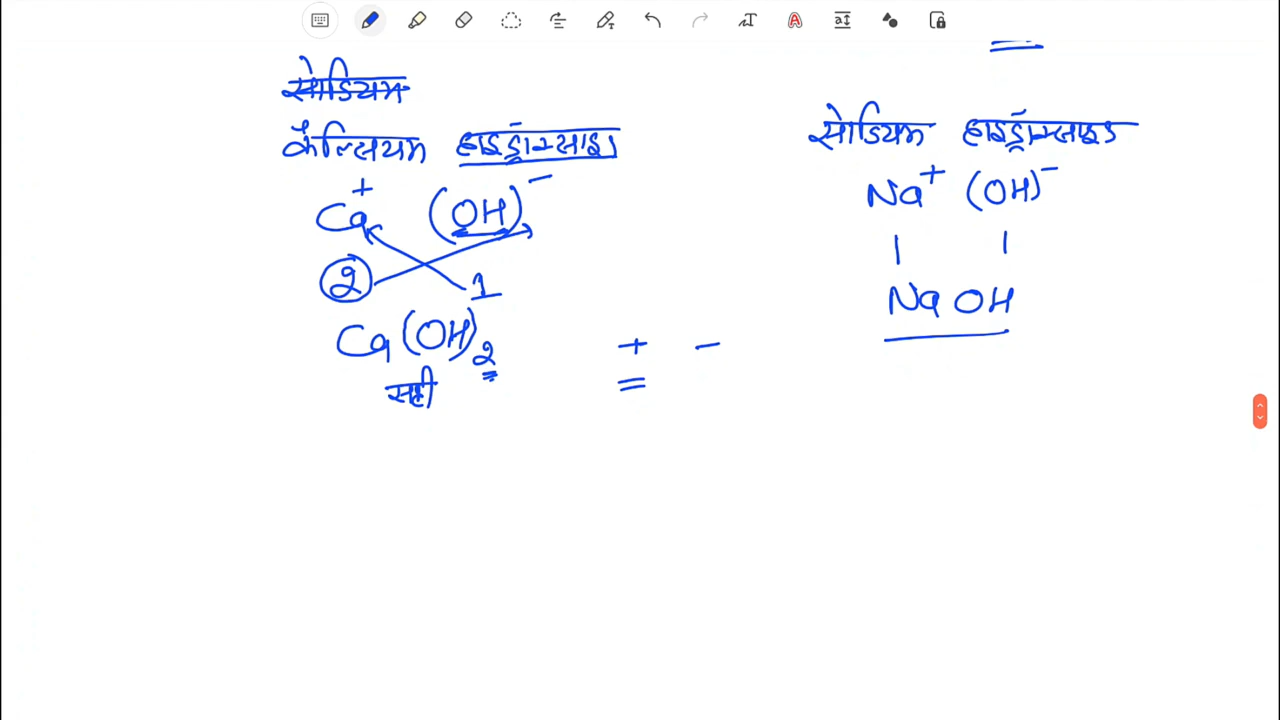 सोडियम
कैल्सियम हाइड्रॉक्साइड
Ca⁺ (OH)⁻
2 1
Ca(OH)₂
सही
+ −
=
सोडियम हाइड्रॉक्साइड
Na⁺ (OH)⁻
1 1
NaOH